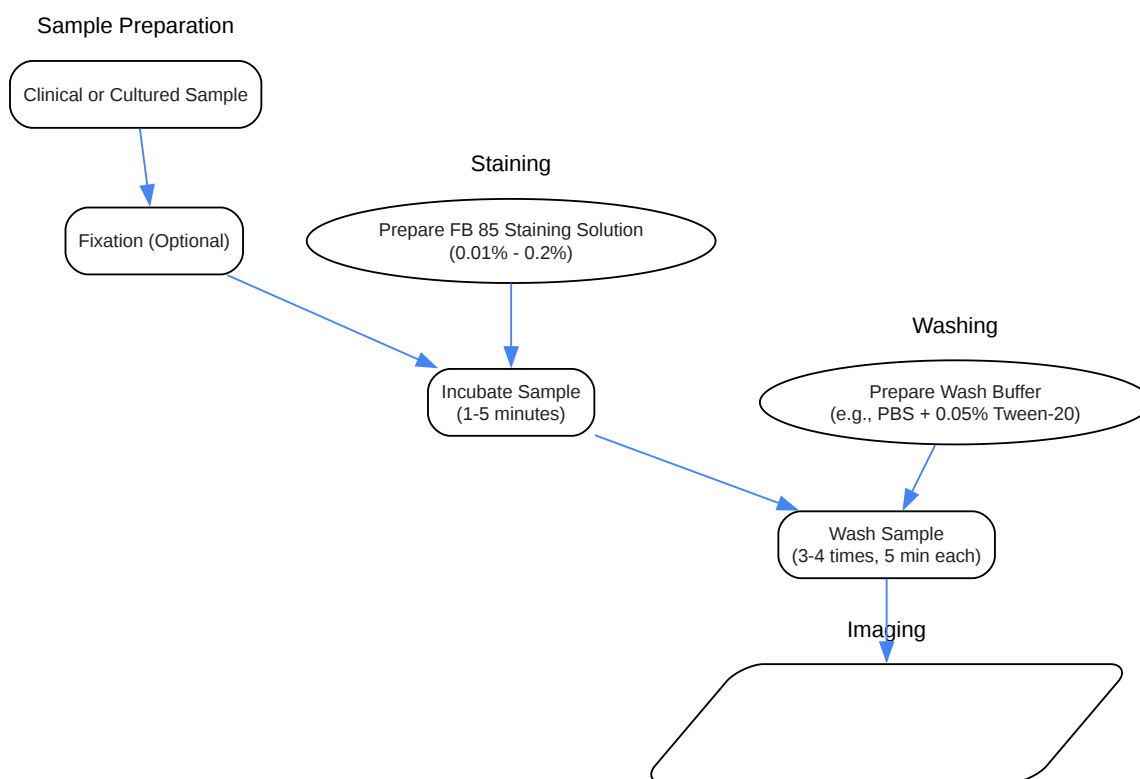 Sample Preparation
Clinical or Cultured Sample
Fixation (Optional)
Staining
Prepare FB 85 Staining Solution
(0.01% - 0.2%)
Incubate Sample
(1-5 minutes)
Washing
Prepare Wash Buffer
(e.g., PBS + 0.05% Tween-20)
Wash Sample
(3-4 times, 5 min each)
Imaging